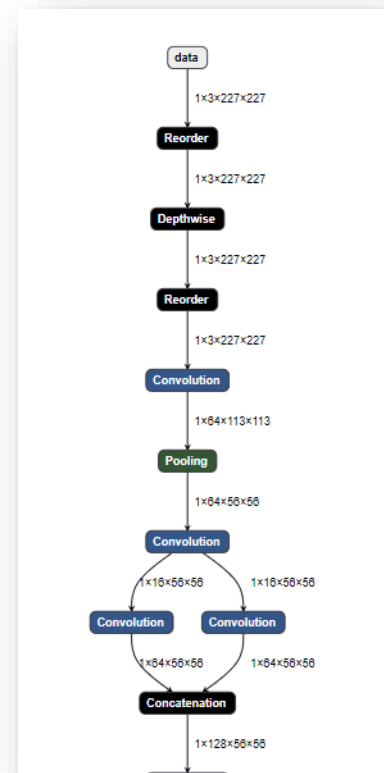 data
1×3×227×227
Reorder
1×3×227×227
Depthwise
1×3×227×227
Reorder
1×3×227×227
Convolution
1×64×113×113
Pooling
1×64×56×56
Convolution
1×16×56×56 1×16×56×56
Convolution Convolution
1×64×56×56 1×64×56×56
Concatenation
1×128×56×56